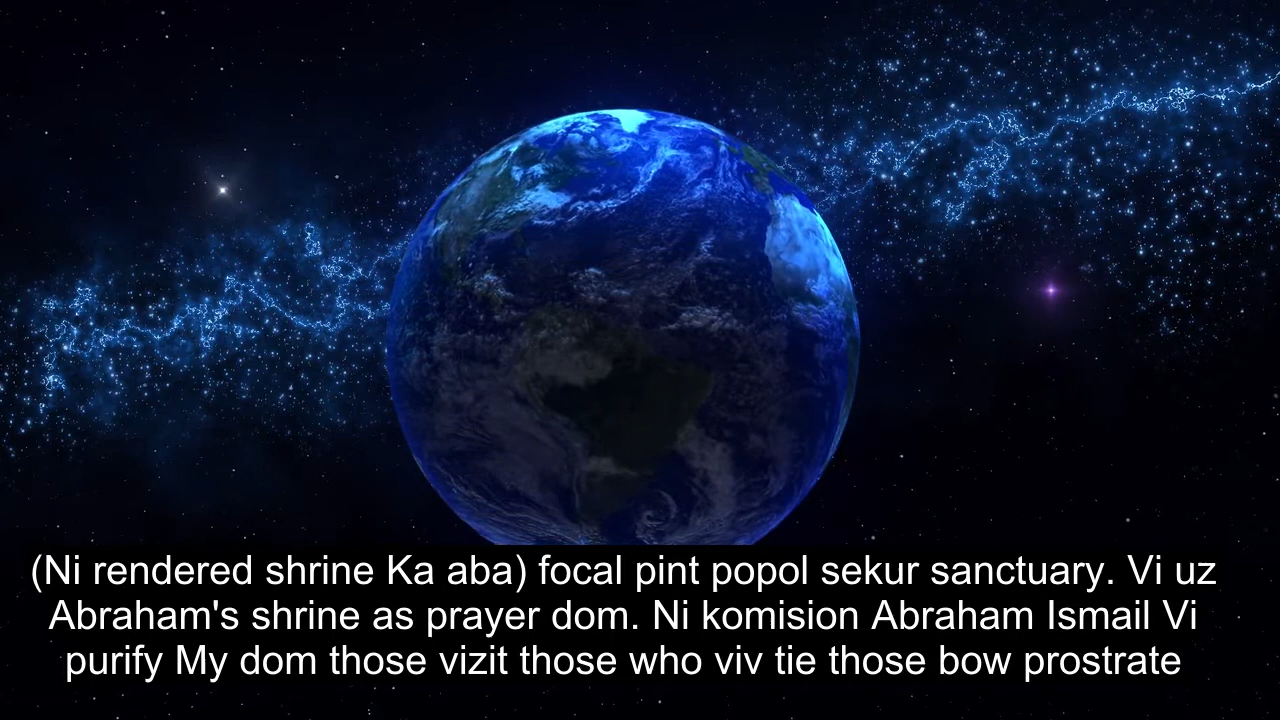 (Ni rendered shrine Ka aba) focal pint popol sekur sanctuary. Vi uz
Abraham's shrine as prayer dom. Ni komision Abraham Ismail Vi
purify My dom those vizit those who viv tie those bow prostrate